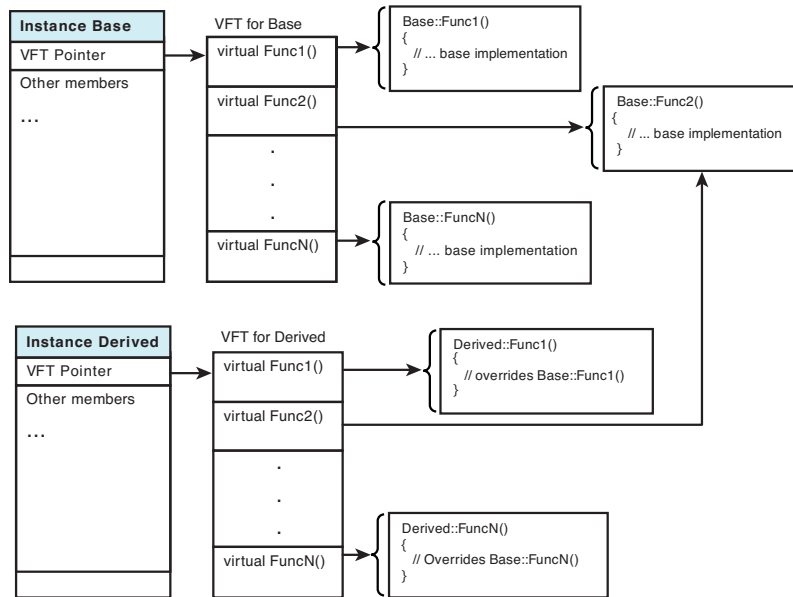 Instance Base
VFT Pointer
Other members
...
VFT for Base
virtual Func1()
virtual Func2()
.
.
.
virtual FuncN()
Base::Func1()
{
// ... base implementation
}
Base::Func2()
{
// ... base implementation
}
Base::FuncN()
{
// ... base implementation
}
Instance Derived
VFT Pointer
Other members
...
VFT for Derived
virtual Func1()
virtual Func2()
.
.
.
virtual FuncN()
Derived::Func1()
{
// overrides Base::Func1()
}
Derived::FuncN()
{
// Overrides Base::FuncN()
}